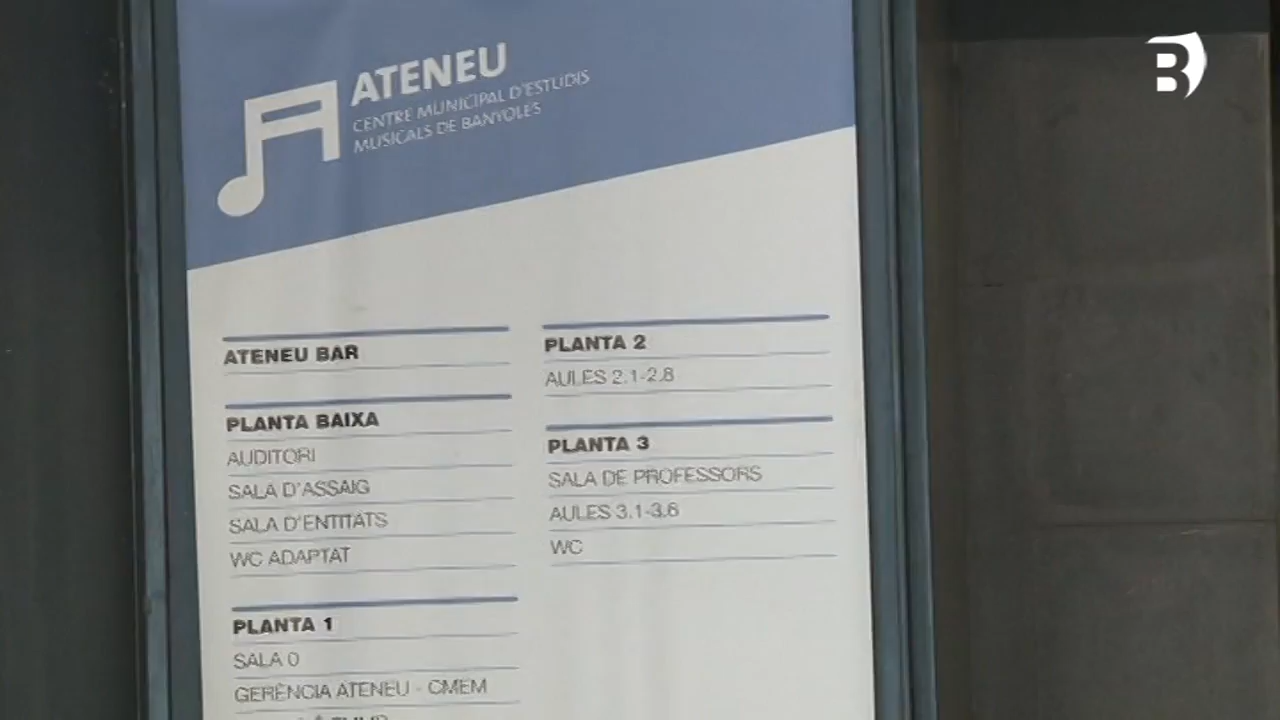 ATENEU
CENTRE MUNICIPAL D'ESTUDIS
MUSICALS DE BANYOLES
B
ATENEU BAR
PLANTA BAIXA
AUDITORI
SALA D'ASSAIG
SALA D'ENTITATS
WC ADAPTAT
PLANTA 1
SALA 0
GERÈNCIA ATENEU - CMEM
PLANTA 2
AULES 2.1-2.8
PLANTA 3
SALA DE PROFESSORS
AULES 3.1-3.6
WC